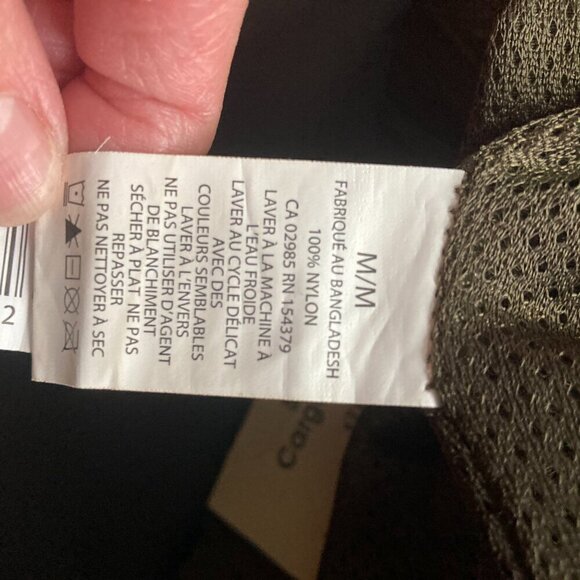 M/M
FABRIQUÉ AU BANGLADESH
100% NYLON
CA 02985 RN 154379
LAVER À LA MACHINE À
L'EAU FROIDE
LAVER AU CYCLE DÉLICAT
AVEC DES
COULEURS SEMBLABLES
LAVER À L'ENVERS
NE PAS UTILISER D'AGENT
DE BLANCHIMENT
SÉCHER À PLAT NE PAS
REPASSER
NE PAS NETTOYER À SEC
2
Carg